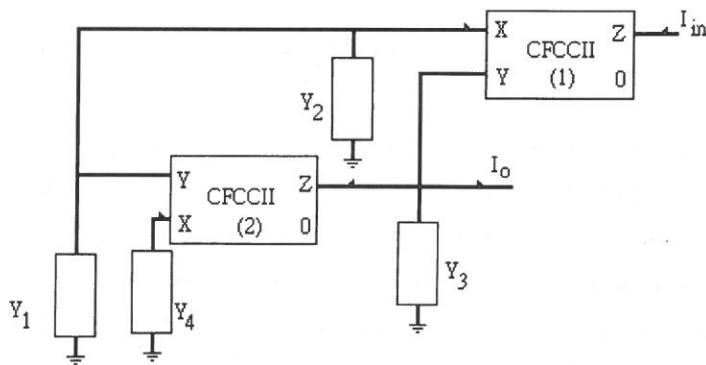 X CFCCII Z I_in
Y (1) 0
Y_2
Y CFCCII Z I_o
X (2) 0
Y_1 Y_4 Y_3